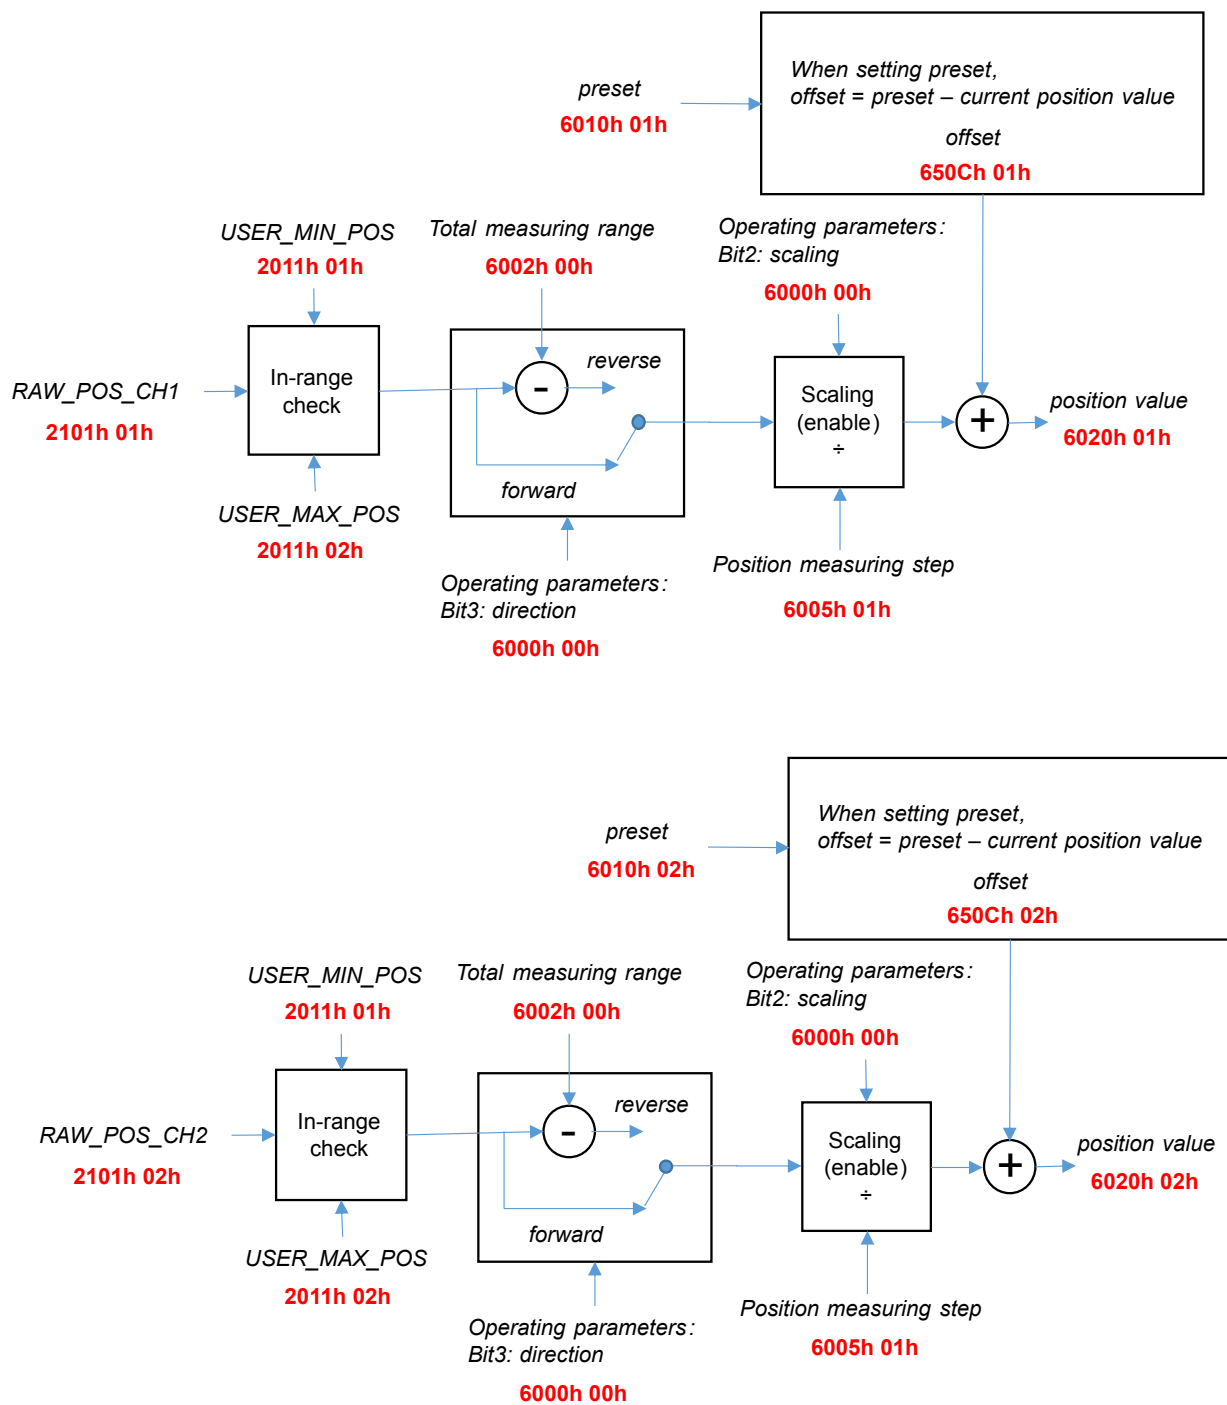 When setting preset,
offset = preset – current position value
preset
6010h 01h
offset
650Ch 01h
USER_MIN_POS
2011h 01h
Total measuring range
6002h 00h
Operating parameters:
Bit2: scaling
6000h 00h
RAW_POS_CH1
2101h 01h
In-range
check
-
reverse
forward
Scaling
(enable)
÷
+
position value
6020h 01h
USER_MAX_POS
2011h 02h
Operating parameters:
Bit3: direction
6000h 00h
Position measuring step
6005h 01h
When setting preset,
offset = preset – current position value
preset
6010h 02h
offset
650Ch 02h
USER_MIN_POS
2011h 01h
Total measuring range
6002h 00h
Operating parameters:
Bit2: scaling
6000h 00h
RAW_POS_CH2
2101h 02h
In-range
check
-
reverse
forward
Scaling
(enable)
÷
+
position value
6020h 02h
USER_MAX_POS
2011h 02h
Operating parameters:
Bit3: direction
6000h 00h
Position measuring step
6005h 01h